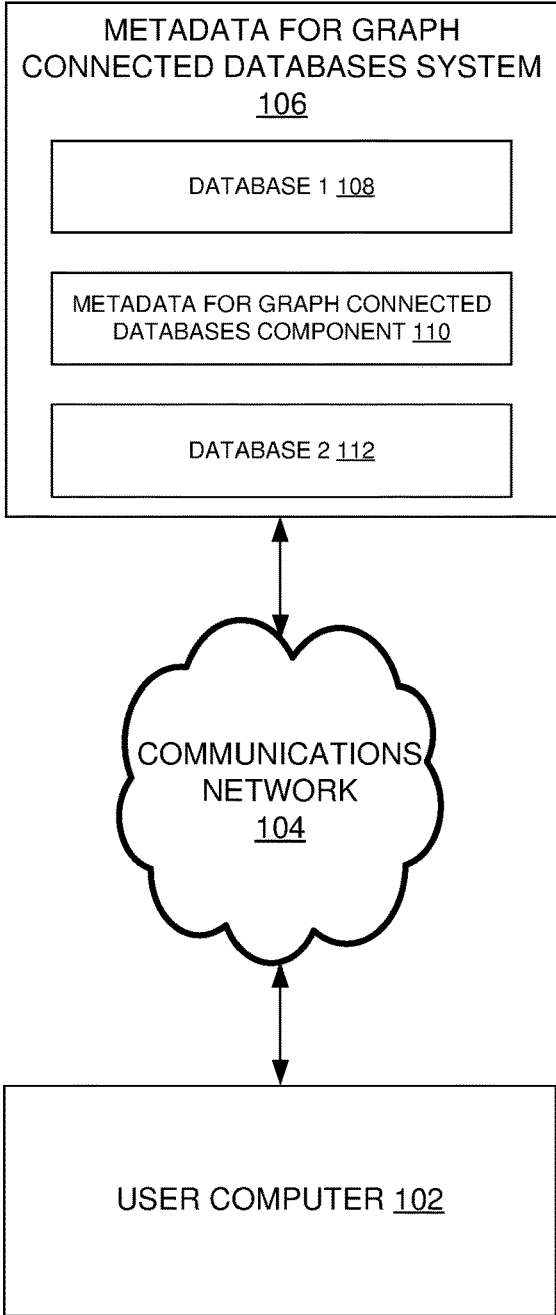 METADATA FOR GRAPH
CONNECTED DATABASES SYSTEM
106
DATABASE 1 108
METADATA FOR GRAPH CONNECTED
DATABASES COMPONENT 110
DATABASE 2 112
COMMUNICATIONS
NETWORK
104
USER COMPUTER 102